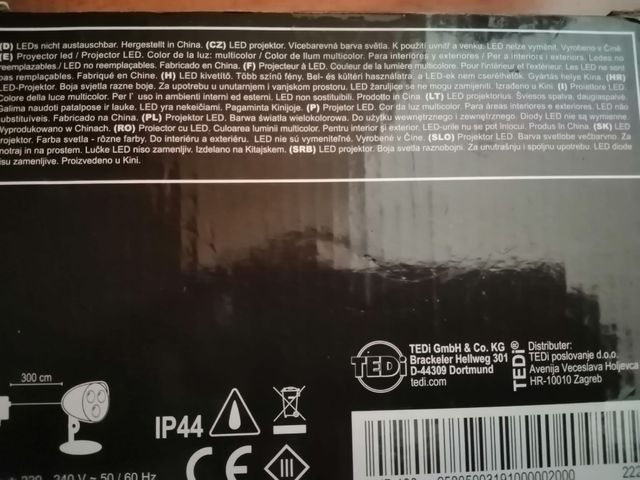 (D) LEDs nicht austauschbar. Hergestellt in China. (CZ) LED projektor. Vícebarevná barva světla. K použití uvnitř a venku. LED nelze vyměnit. Vyrobeno v Číně.
(E) Proyector led / Projector LED. Color de la luz: multicolor / Color de llum multicolor. Para interiores y exteriores / Per a interiors y exteriors. Ledes no
reemplazables / LED no reemplaçables. Fabricado en China. (F) Projecteur à LED. Couleur de la lumière multicolore. Pour l'intérieur et l'extérieur. Les LED ne sont
pas remplaçables. Fabriqué en Chine. (H) LED kivetítő. Több színű fény. Bel- és kültéri használatra. a LED-ek nem cserélhetők. Gyártás helye Kína. (HR)
LED-Projektor. Boja svjetla razne boje. Za upotrebu u unutarnjem i vanjskom prostoru. LED žaruljice se ne mogu zamijeniti. Izrađeno u Kini. (I) Proiettore LED.
Colore della luce multicolor. Per l' uso in ambienti interni ed esterni. LED non sostituibili. Prodotto in Cina. (LT) LED projektorius. Šviesos spalva, daugiaspalvė.
Galima naudoti patalpose ir lauke. LED yra nekeičiami. Pagaminta Kinijoje. (P) Projetor LED. Cor da luz multicolor. Para áreas interiores e exteriores. LED não
substituíveis. Fabricado na China. (PL) Projektor LED. Barwa światła wielokolorowa. Do użytku wewnętrznego i zewnętrznego. Diody LED nie są wymienne.
Wyprodukowano w Chinach. (RO) Proiector cu LED. Culoarea luminii multicolor. Pentru interior şi exterior. LED-urile nu se pot înlocui. Produs în China. (SK) LED
projektor. Farba svetla - rôzne farby. Do interiéru a exteriéru. LED nie sú vymeniteľné. Vyrobené v Číne. (SLO) Projektor LED. Barva svetlobe večbarvno. Za
notraj in na prostem. Lučke LED niso zamenljive. Izdelano na Kitajskem. (SRB) LED projektor. Boja svetla raznobojni. Za unutrašnju i spoljnu upotrebu. LED diode
nisu zamenljive. Proizvedeno u Kini.
300 cm
IP44
TEDi
TEDi GmbH & Co. KG
Brackeler Hellweg 301
D-44309 Dortmund
tedi.com
TEDi®
Distributer:
TEDi poslovanje d.o.o.
Avenija Veceslava Holjevca
HR-10010 Zagreb
CE
III
240 V ~ 50 / 60 Hz